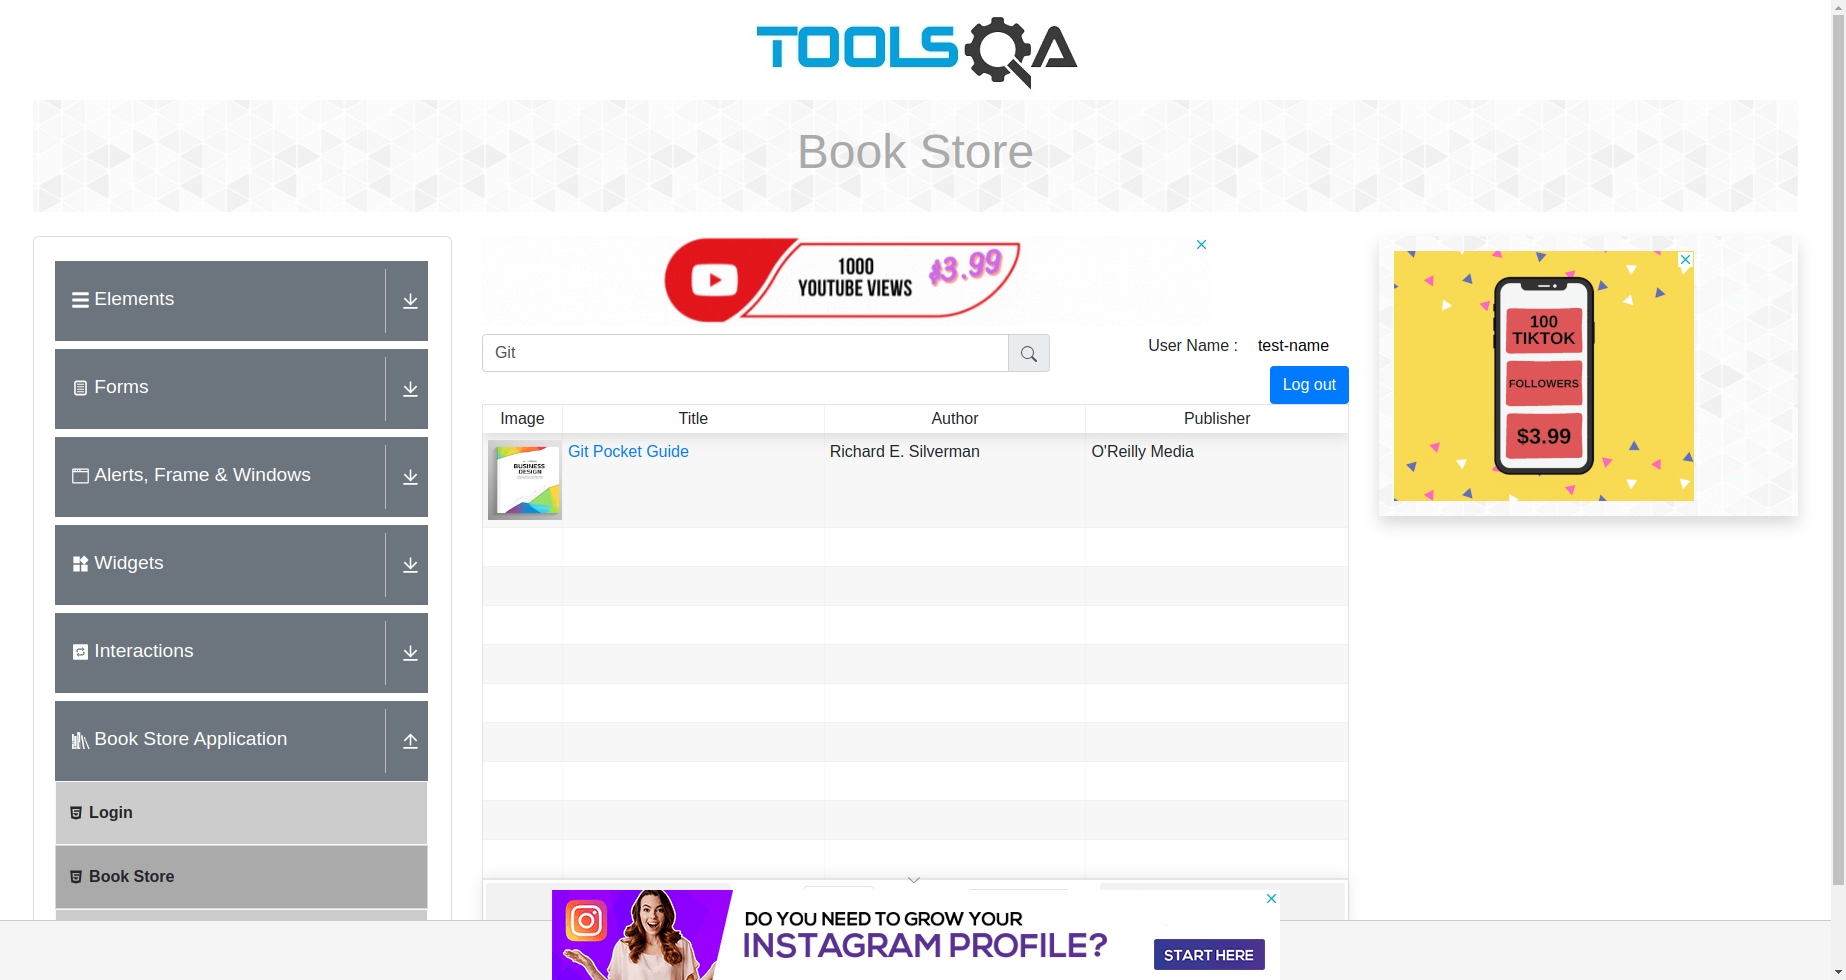 TOOLSQA
Book Store
Elements
Forms
Alerts, Frame & Windows
Widgets
Interactions
Book Store Application
Login
Book Store
1000
YOUTUBE VIEWS
$3.99
Git
User Name : test-name
Log out
Image Title Author Publisher
BUSINESS
DESIGN
Git Pocket Guide Richard E. Silverman O'Reilly Media
100
TIKTOK
FOLLOWERS
$3.99
DO YOU NEED TO GROW YOUR
INSTAGRAM PROFILE?
START HERE